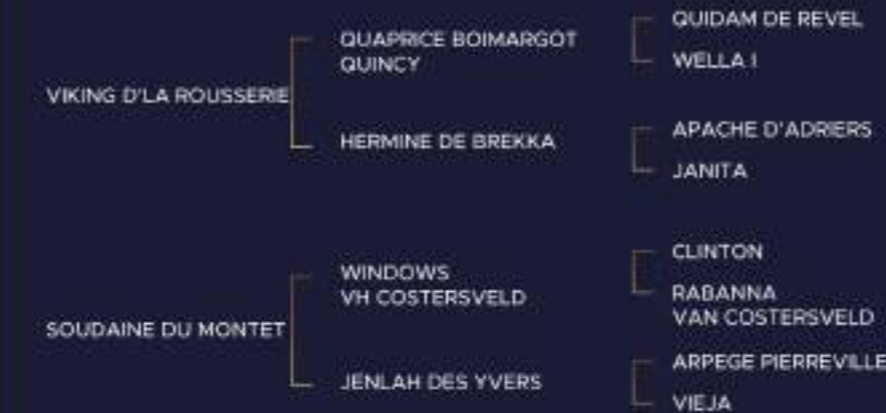 QUIDAM DE REVEL
QUAPRICE BOIMARGOT
QUINCY
WELLA I
VIKING D'LA ROUSSERIE
HERMINE DE BREKKA
APACHE D'ADRIERS
JANITA
CLINTON
WINDOWS
VH COSTERSVELD
RABANNA
VAN COSTERSVELD
SOUDAINE DU MONTET
ARPEGE PIERREVILLE
JENLAH DES YVERS
VIEJA